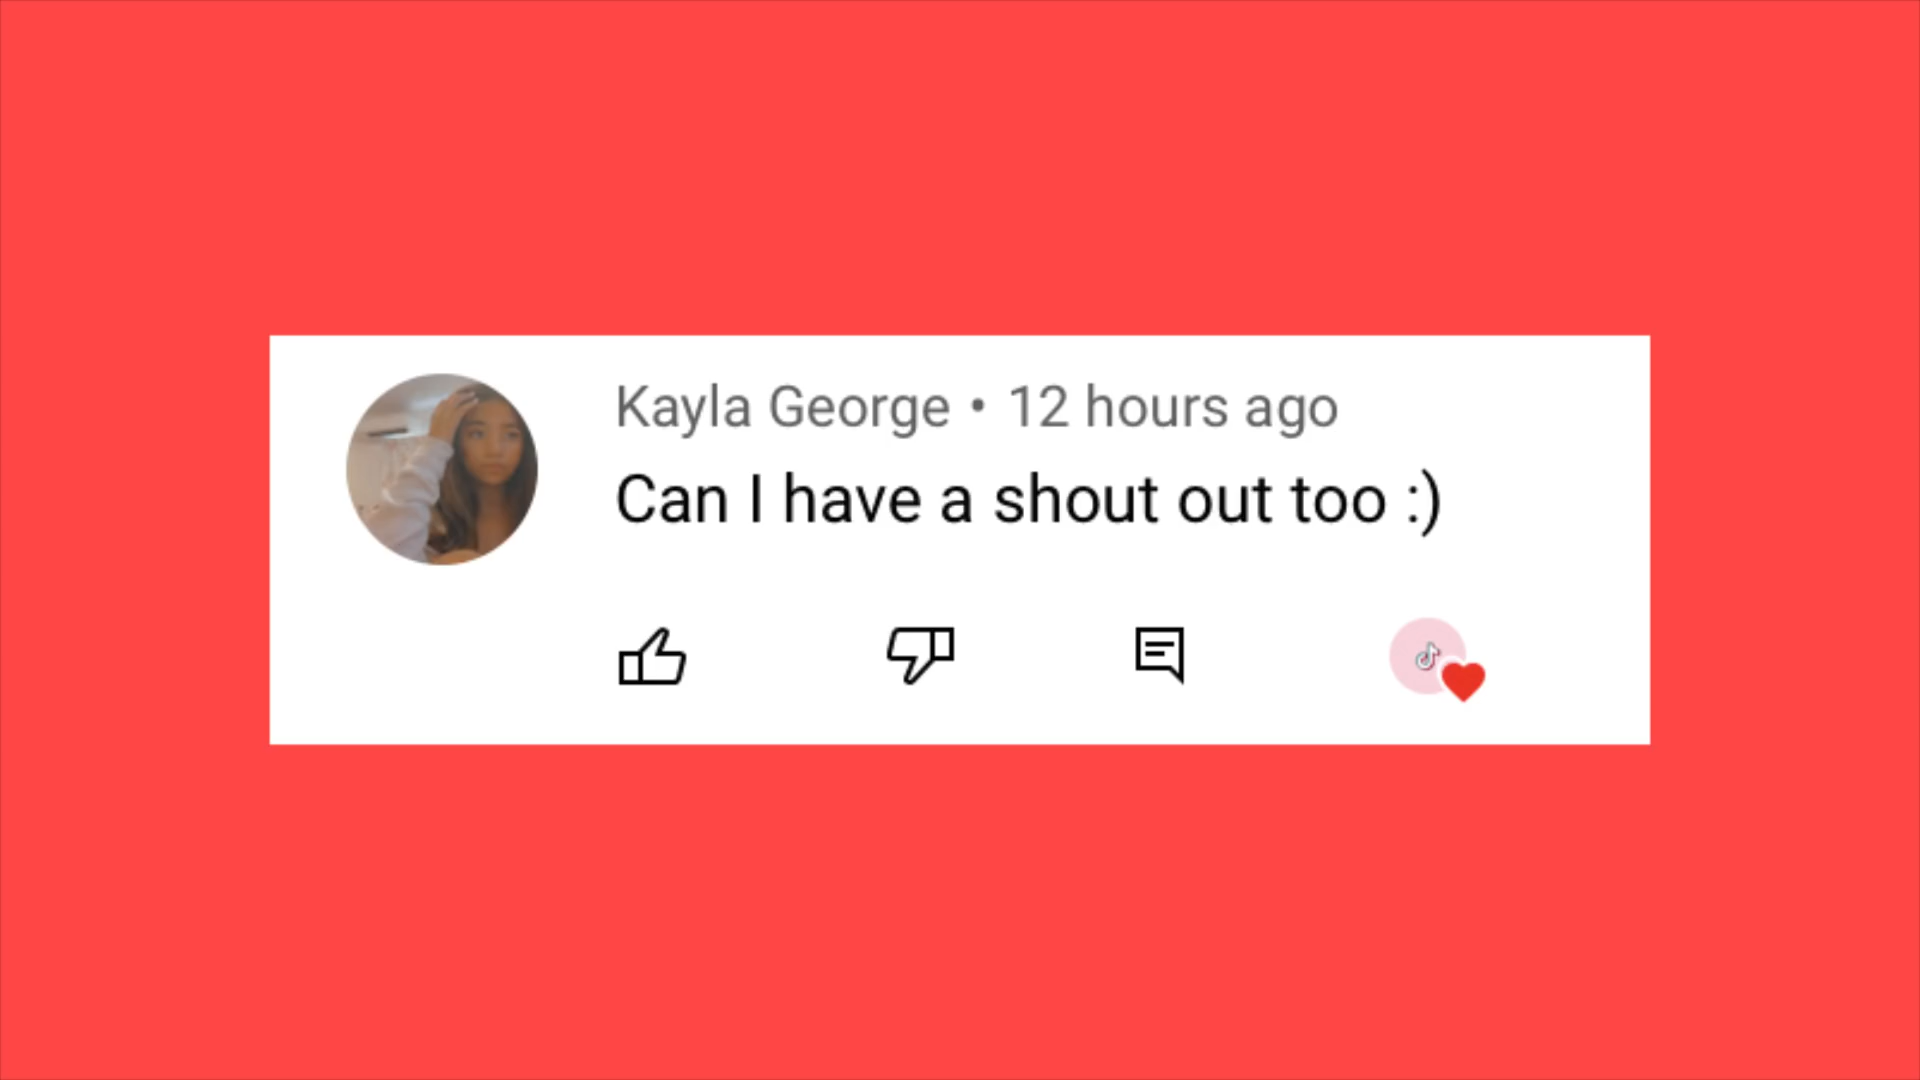 Kayla George • 12 hours ago
Can I have a shout out too :)